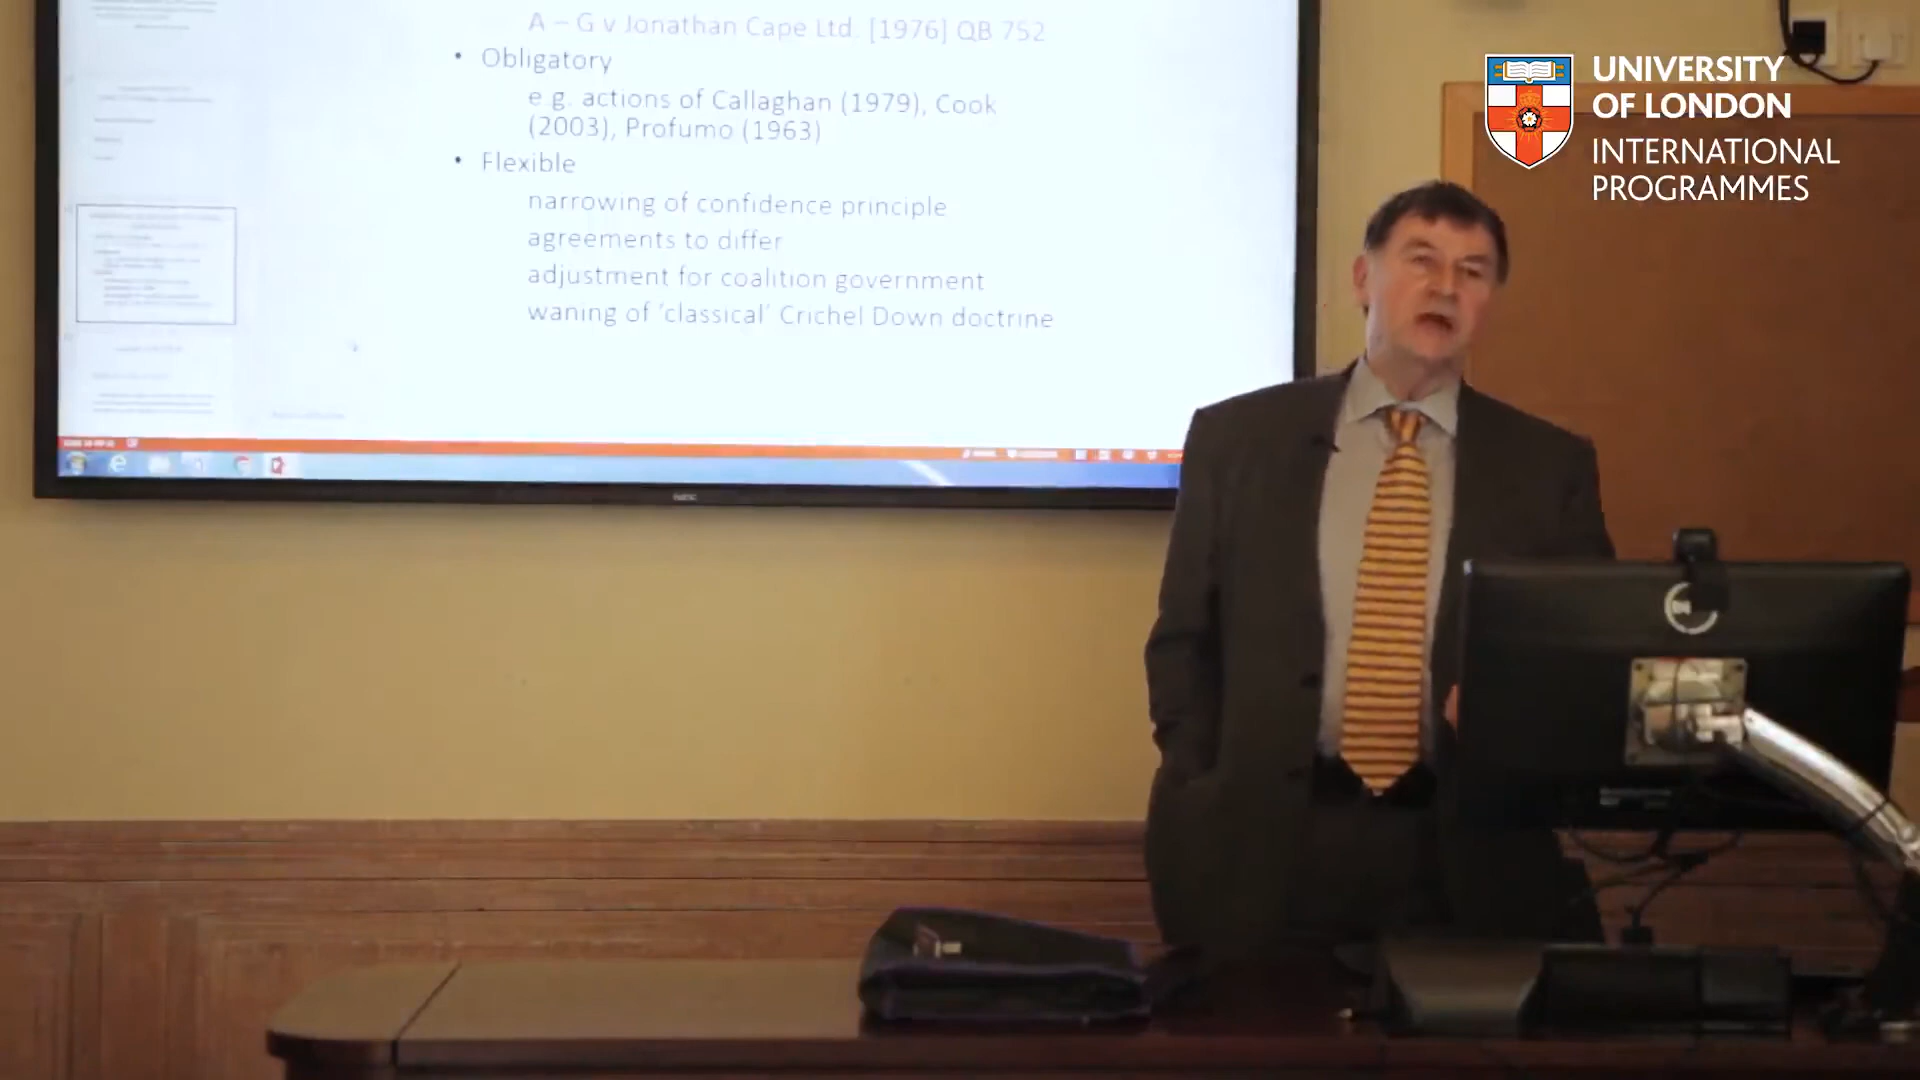 A – G v Jonathan Cape Ltd. [1976] QB 752
• Obligatory
e.g. actions of Callaghan (1979), Cook
(2003), Profumo (1963)
• Flexible
narrowing of confidence principle
agreements to differ
adjustment for coalition government
waning of ‘classical’ Crichel Down doctrine
NEC
UNIVERSITY
OF LONDON
INTERNATIONAL
PROGRAMMES